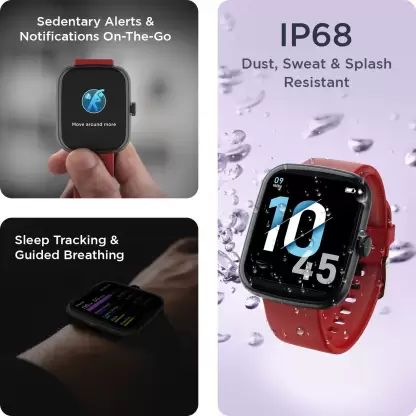 Sedentary Alerts &
Notifications On-The-Go
Move around more
Sleep Tracking &
Guided Breathing
IP68
Dust, Sweat & Splash
Resistant
09
10
45